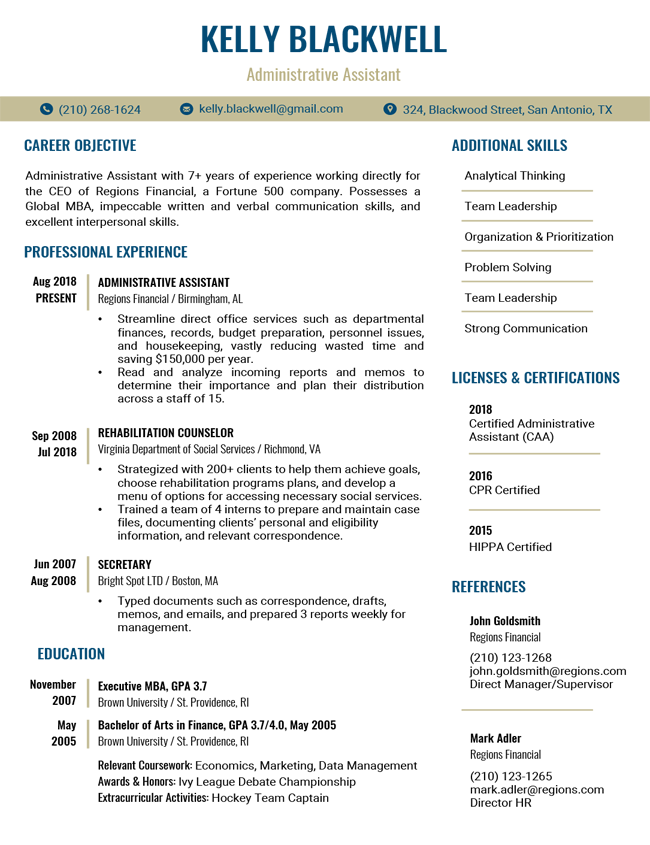 KELLY BLACKWELL
Administrative Assistant
(210) 268-1624
kelly.blackwell@gmail.com
324, Blackwood Street, San Antonio, TX
CAREER OBJECTIVE
Administrative Assistant with 7+ years of experience working directly for
the CEO of Regions Financial, a Fortune 500 company. Possesses a
Global MBA, impeccable written and verbal communication skills, and
excellent interpersonal skills.
PROFESSIONAL EXPERIENCE
Aug 2018
PRESENT
ADMINISTRATIVE ASSISTANT
Regions Financial / Birmingham, AL
• Streamline direct office services such as departmental
finances, records, budget preparation, personnel issues,
and housekeeping, vastly reducing wasted time and
saving $150,000 per year.
• Read and analyze incoming reports and memos to
determine their importance and plan their distribution
across a staff of 15.
Sep 2008
Jul 2018
REHABILITATION COUNSELOR
Virginia Department of Social Services / Richmond, VA
• Strategized with 200+ clients to help them achieve goals,
choose rehabilitation programs plans, and develop a
menu of options for accessing necessary social services.
• Trained a team of 4 interns to prepare and maintain case
files, documenting clients’ personal and eligibility
information, and relevant correspondence.
Jun 2007
Aug 2008
SECRETARY
Bright Spot LTD / Boston, MA
• Typed documents such as correspondence, drafts,
memos, and emails, and prepared 3 reports weekly for
management.
EDUCATION
November
2007
Executive MBA, GPA 3.7
Brown University / St. Providence, RI
May
2005
Bachelor of Arts in Finance, GPA 3.7/4.0, May 2005
Brown University / St. Providence, RI
Relevant Coursework: Economics, Marketing, Data Management
Awards & Honors: Ivy League Debate Championship
Extracurricular Activities: Hockey Team Captain
ADDITIONAL SKILLS
Analytical Thinking
Team Leadership
Organization & Prioritization
Problem Solving
Team Leadership
Strong Communication
LICENSES & CERTIFICATIONS
2018
Certified Administrative
Assistant (CAA)
2016
CPR Certified
2015
HIPPA Certified
REFERENCES
John Goldsmith
Regions Financial
(210) 123-1268
john.goldsmith@regions.com
Direct Manager/Supervisor
Mark Adler
Regions Financial
(210) 123-1265
mark.adler@regions.com
Director HR